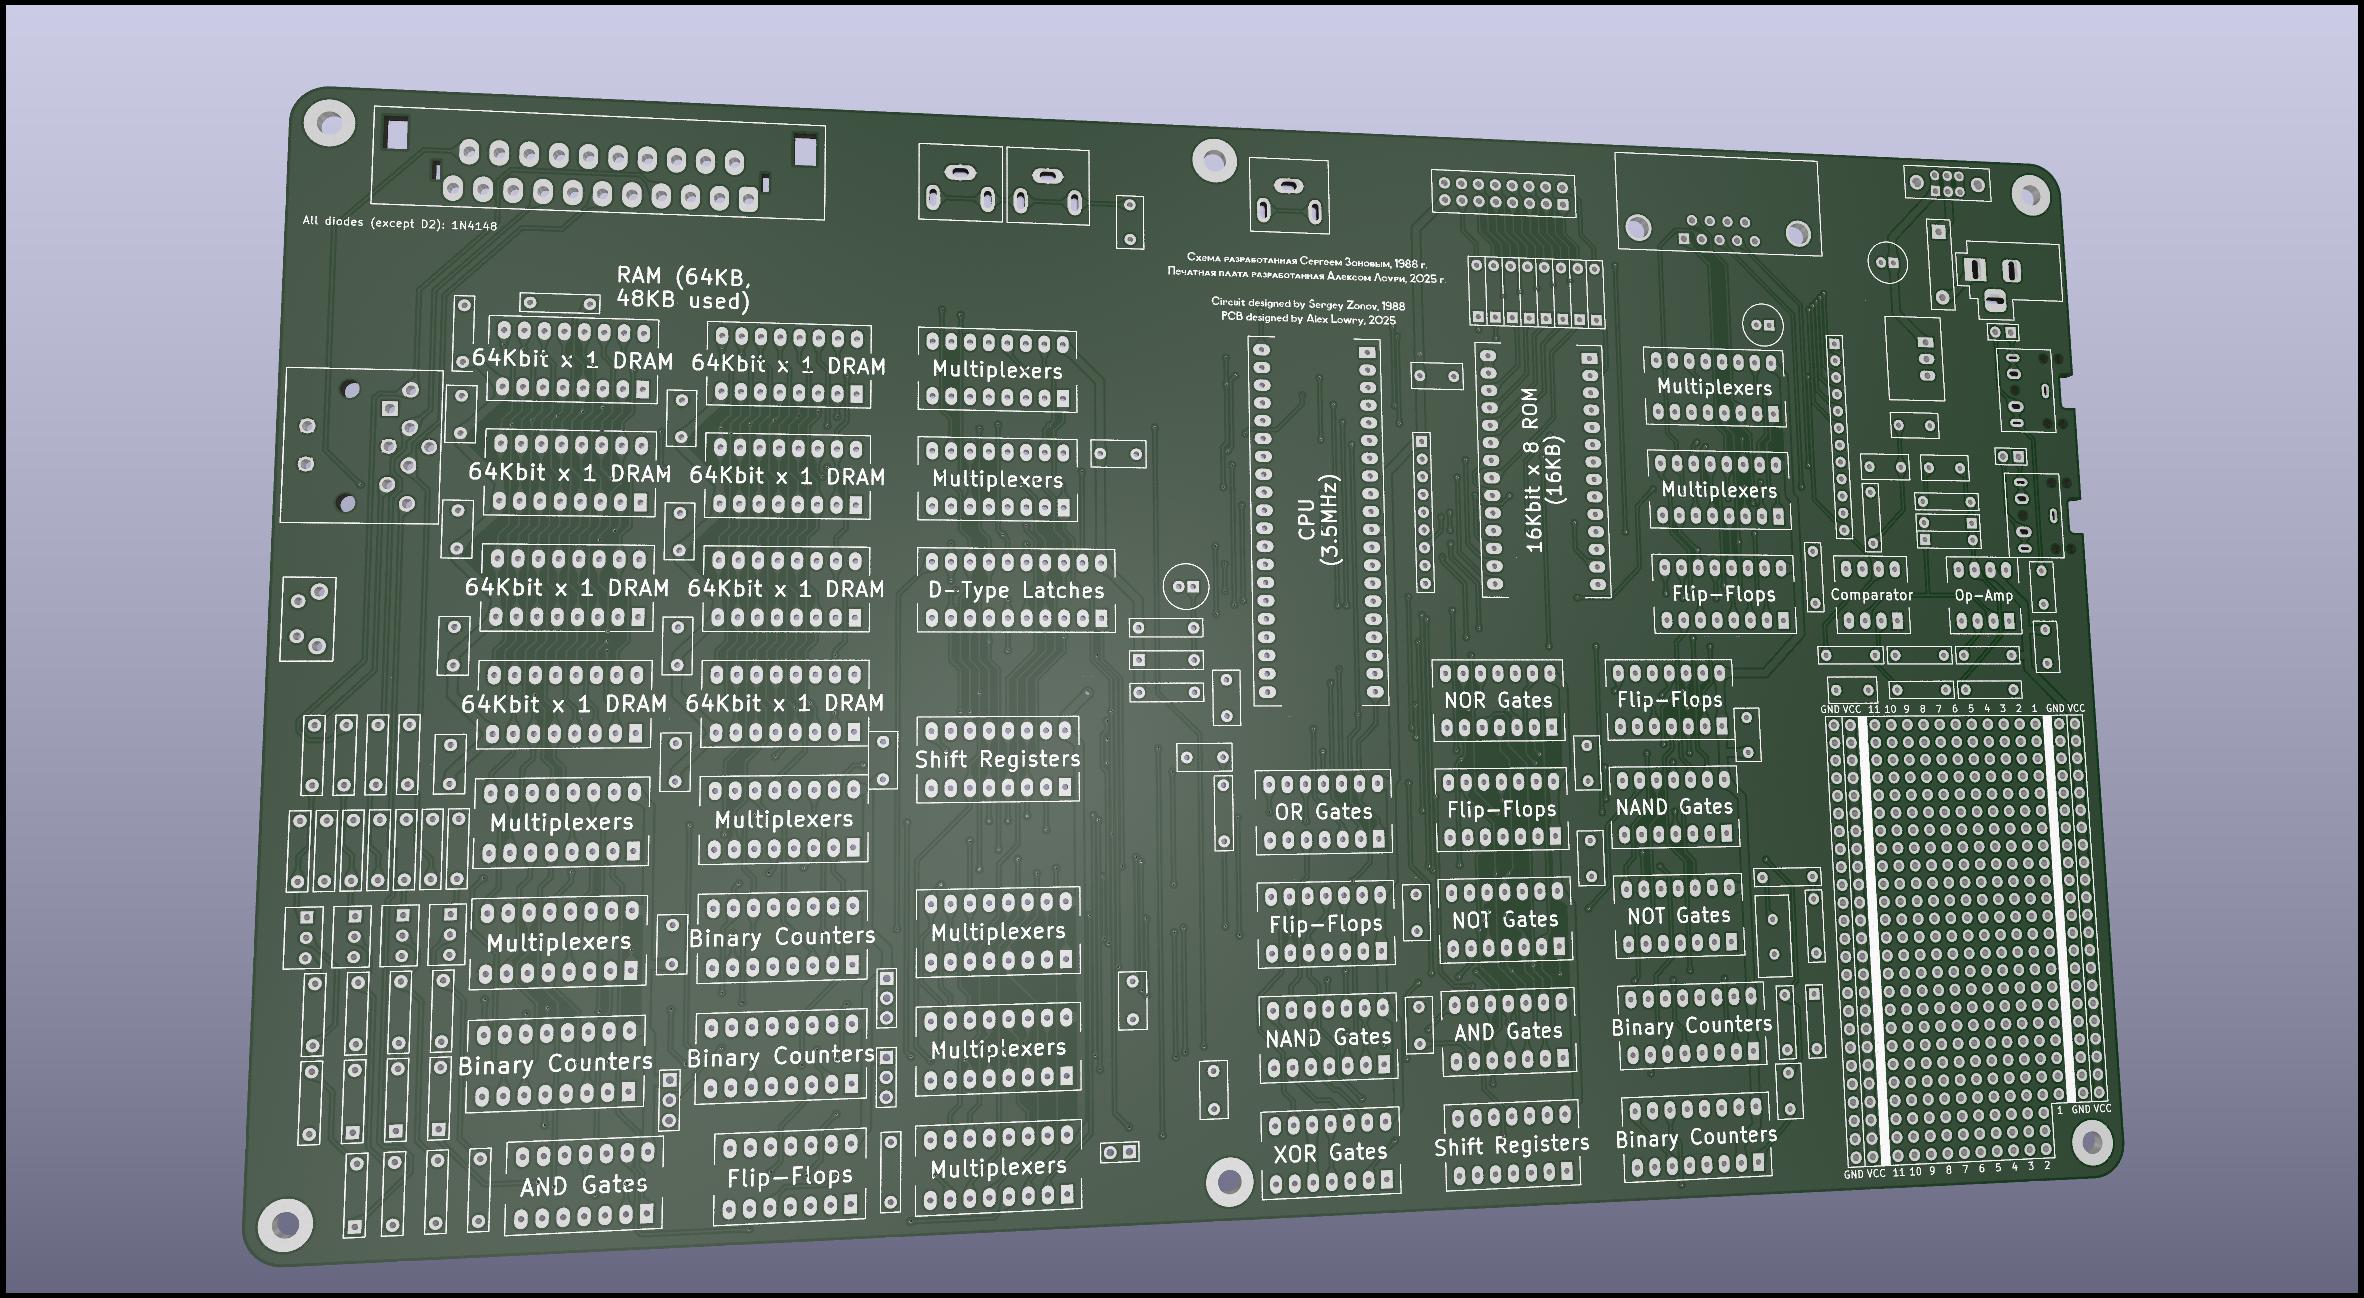 All diodes (except D2): 1N4148
RAM (64KB,
48KB used)
Схема разработанная Сергеем Зоновым, 1988 г.
Печатная плата разработанная Алексом Лоури, 2025 г.
Circuit designed by Sergey Zonov, 1988
PCB designed by Alex Lowry, 2025
64Kbit x 1 DRAM
64Kbit x 1 DRAM
64Kbit x 1 DRAM
64Kbit x 1 DRAM
64Kbit x 1 DRAM
64Kbit x 1 DRAM
64Kbit x 1 DRAM
64Kbit x 1 DRAM
Multiplexers
Multiplexers
Multiplexers
Binary Counters
Binary Counters
Binary Counters
AND Gates
Flip-Flops
Multiplexers
Multiplexers
D-Type Latches
Shift Registers
Multiplexers
Multiplexers
Multiplexers
CPU
(3.5MHz)
16Kbit x 8 ROM
(16KB)
Multiplexers
Multiplexers
Flip-Flops
Comparator
Op-Amp
NOR Gates
Flip-Flops
OR Gates
Flip-Flops
NAND Gates
Flip-Flops
NOT Gates
NOT Gates
NAND Gates
AND Gates
Binary Counters
XOR Gates
Shift Registers
Binary Counters
GND VCC 11 10 9 8 7 6 5 4 3 2 1 GND VCC
1 GND VCC
GND VCC 11 10 9 8 7 6 5 4 3 2